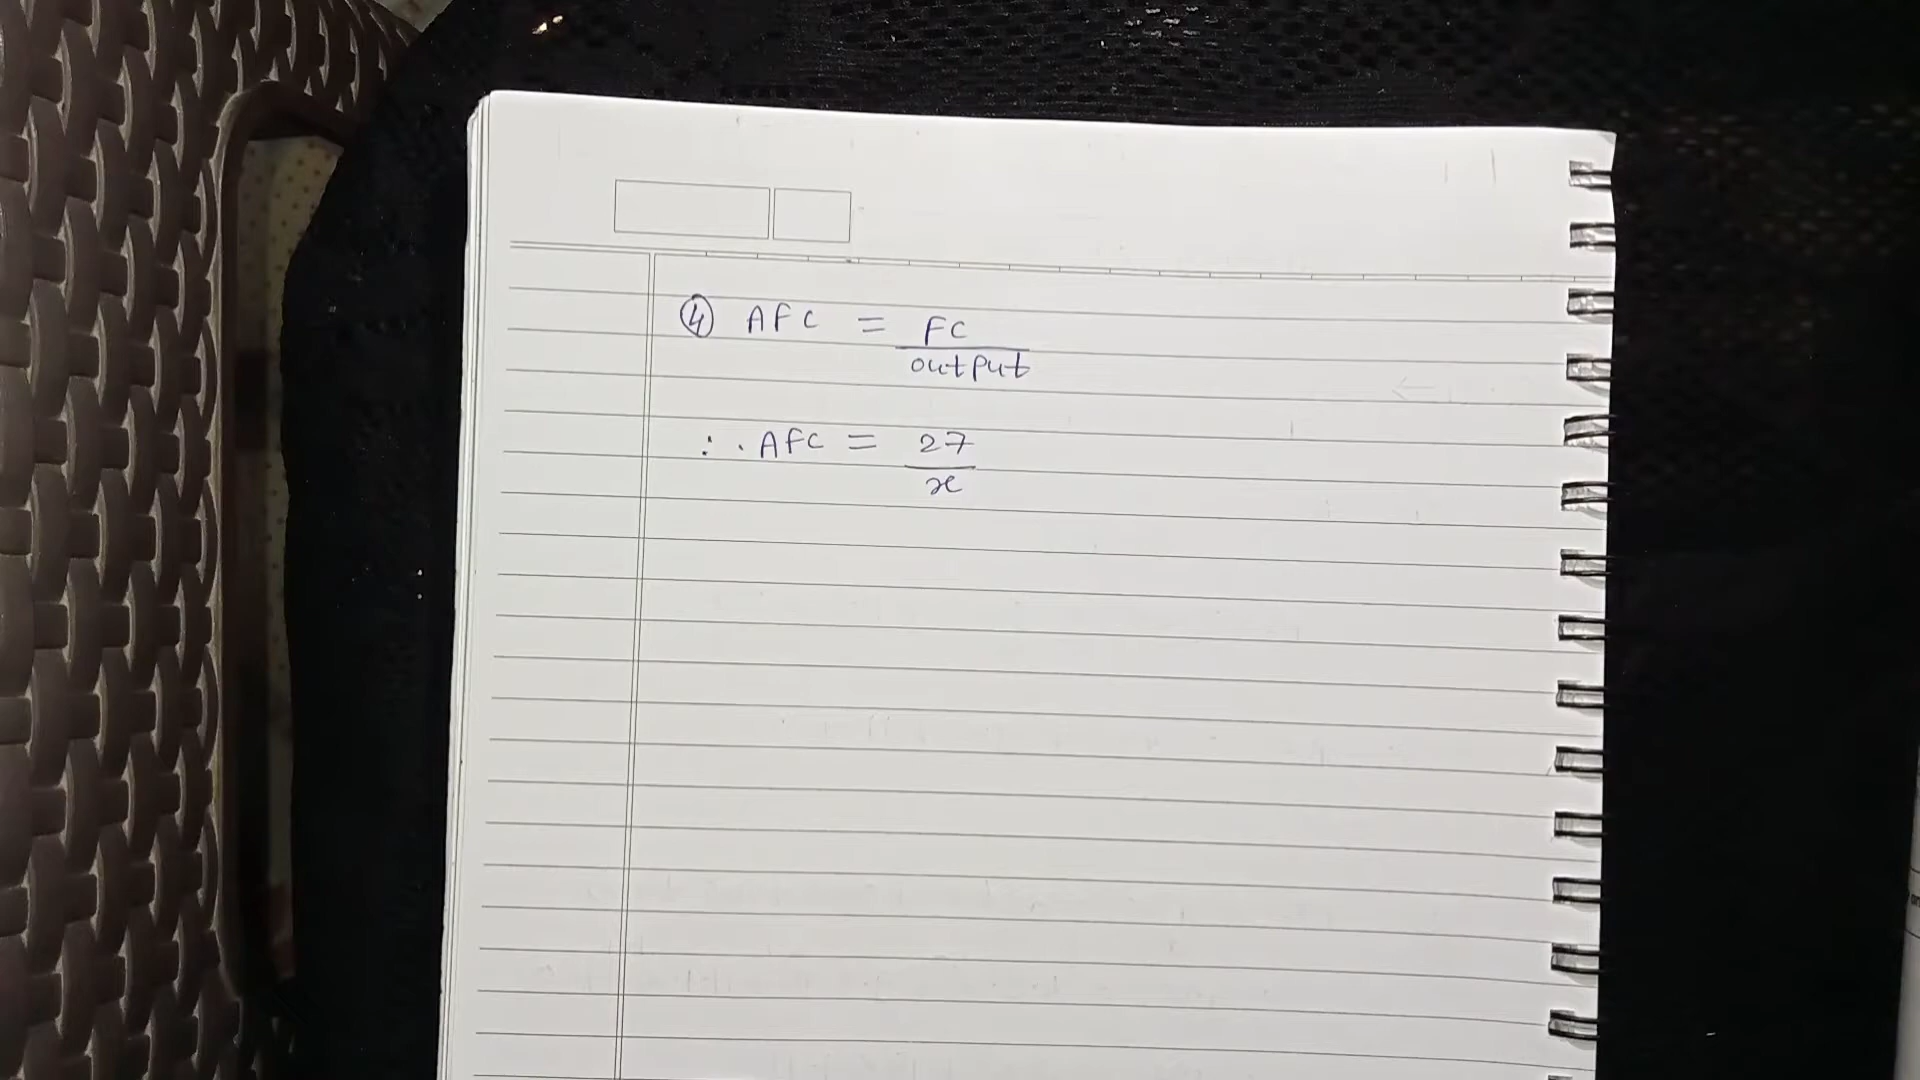 ④ AFC = FC
output
∴ AFC = 27
x